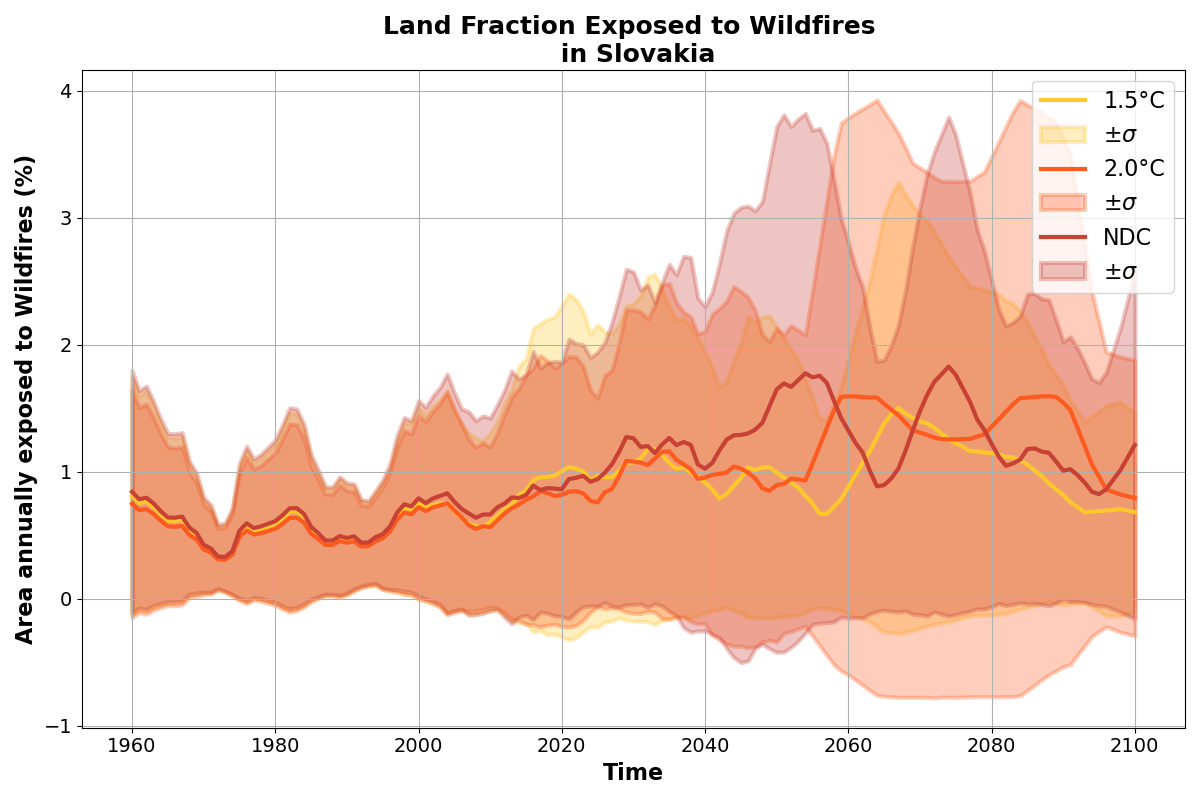 Land Fraction Exposed to Wildfires
in Slovakia
Area annually exposed to Wildfires (%)
4
3
2
1
0
−1
1960 1980 2000 2020 2040 2060 2080 2100
Time
1.5°C
±σ
2.0°C
±σ
NDC
±σ